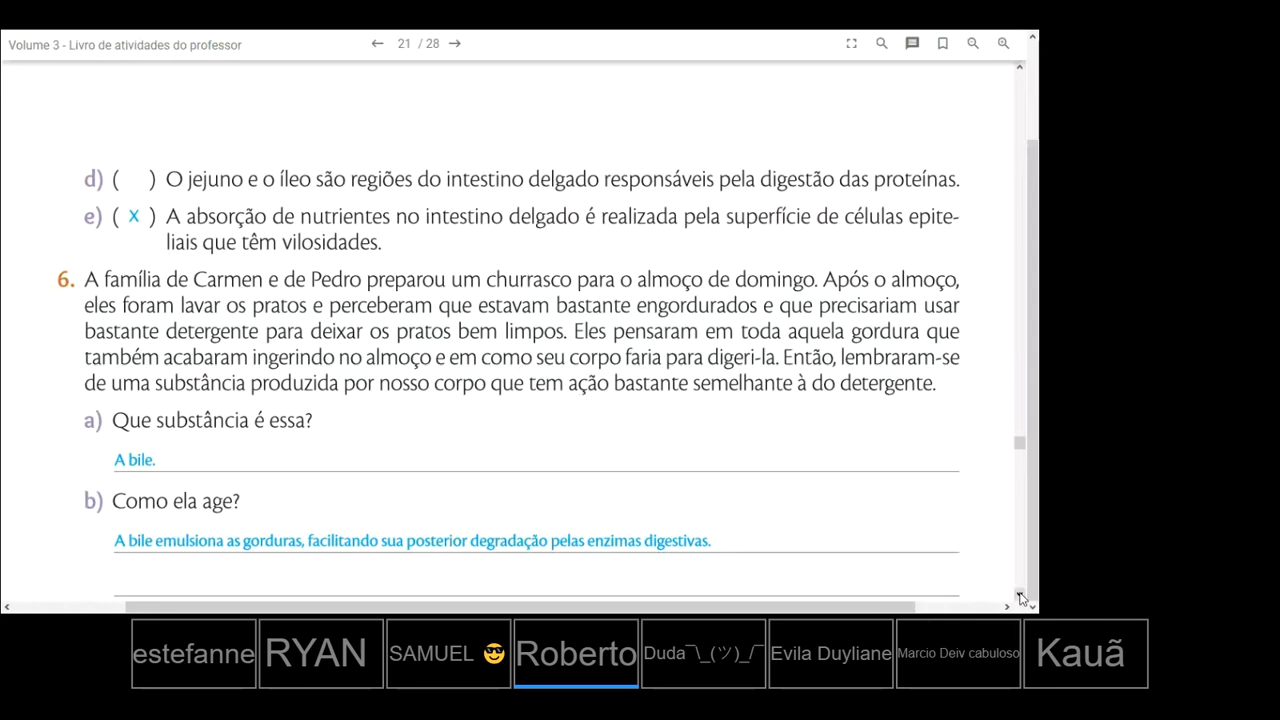 Volume 3 - Livro de atividades do professor
21 / 28
d) ( ) O jejuno e o íleo são regiões do intestino delgado responsáveis pela digestão das proteínas.
e) ( x ) A absorção de nutrientes no intestino delgado é realizada pela superfície de células epite-
liais que têm vilosidades.
6. A família de Carmen e de Pedro preparou um churrasco para o almoço de domingo. Após o almoço,
eles foram lavar os pratos e perceberam que estavam bastante engordurados e que precisariam usar
bastante detergente para deixar os pratos bem limpos. Eles pensaram em toda aquela gordura que
também acabaram ingerindo no almoço e em como seu corpo faria para digeri-la. Então, lembraram-se
de uma substância produzida por nosso corpo que tem ação bastante semelhante à do detergente.
a) Que substância é essa?
A bile.
b) Como ela age?
A bile emulsiona as gorduras, facilitando sua posterior degradação pelas enzimas digestivas.
estefanne
RYAN
SAMUEL 😎
Roberto
Duda¯\_(ツ)_/¯
Evila Duyliane
Marcio Deiv cabuloso
Kauã